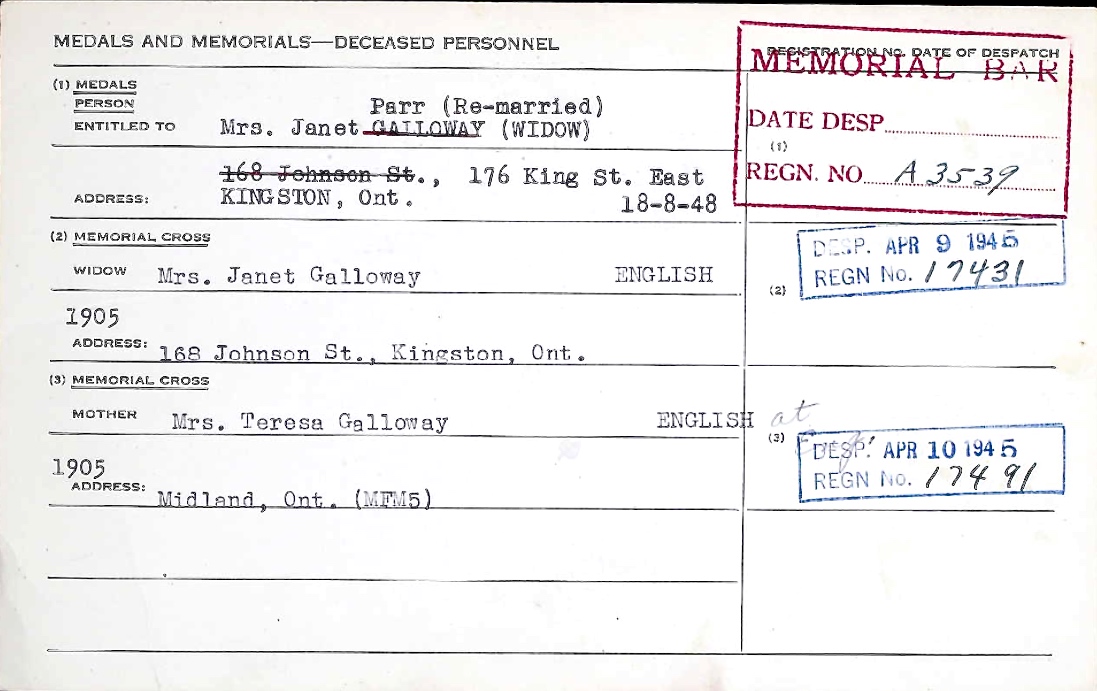 MEDALS AND MEMORIALS—DECEASED PERSONNEL
REGISTRATION NO. DATE OF DESPATCH
MEMORIAL BAR
(1) MEDALS
PERSON
ENTITLED TO
Parr (Re-married)
Mrs. Janet GALLOWAY (WIDOW)
DATE DESP
(1)
REGN. NO A 3539
168 Johnson St., 176 King St. East
ADDRESS: KINGSTON, Ont. 18-8-48
(2) MEMORIAL CROSS
WIDOW Mrs. Janet Galloway ENGLISH
(2)
DESP. APR 9 1945
REGN No. 17431
1905
ADDRESS: 168 Johnson St., Kingston, Ont.
(3) MEMORIAL CROSS
MOTHER Mrs. Teresa Galloway ENGLISH at
(3)
DESP. APR 10 1945
REGN No. 17491
1905
ADDRESS: Midland, Ont. (MFM5)